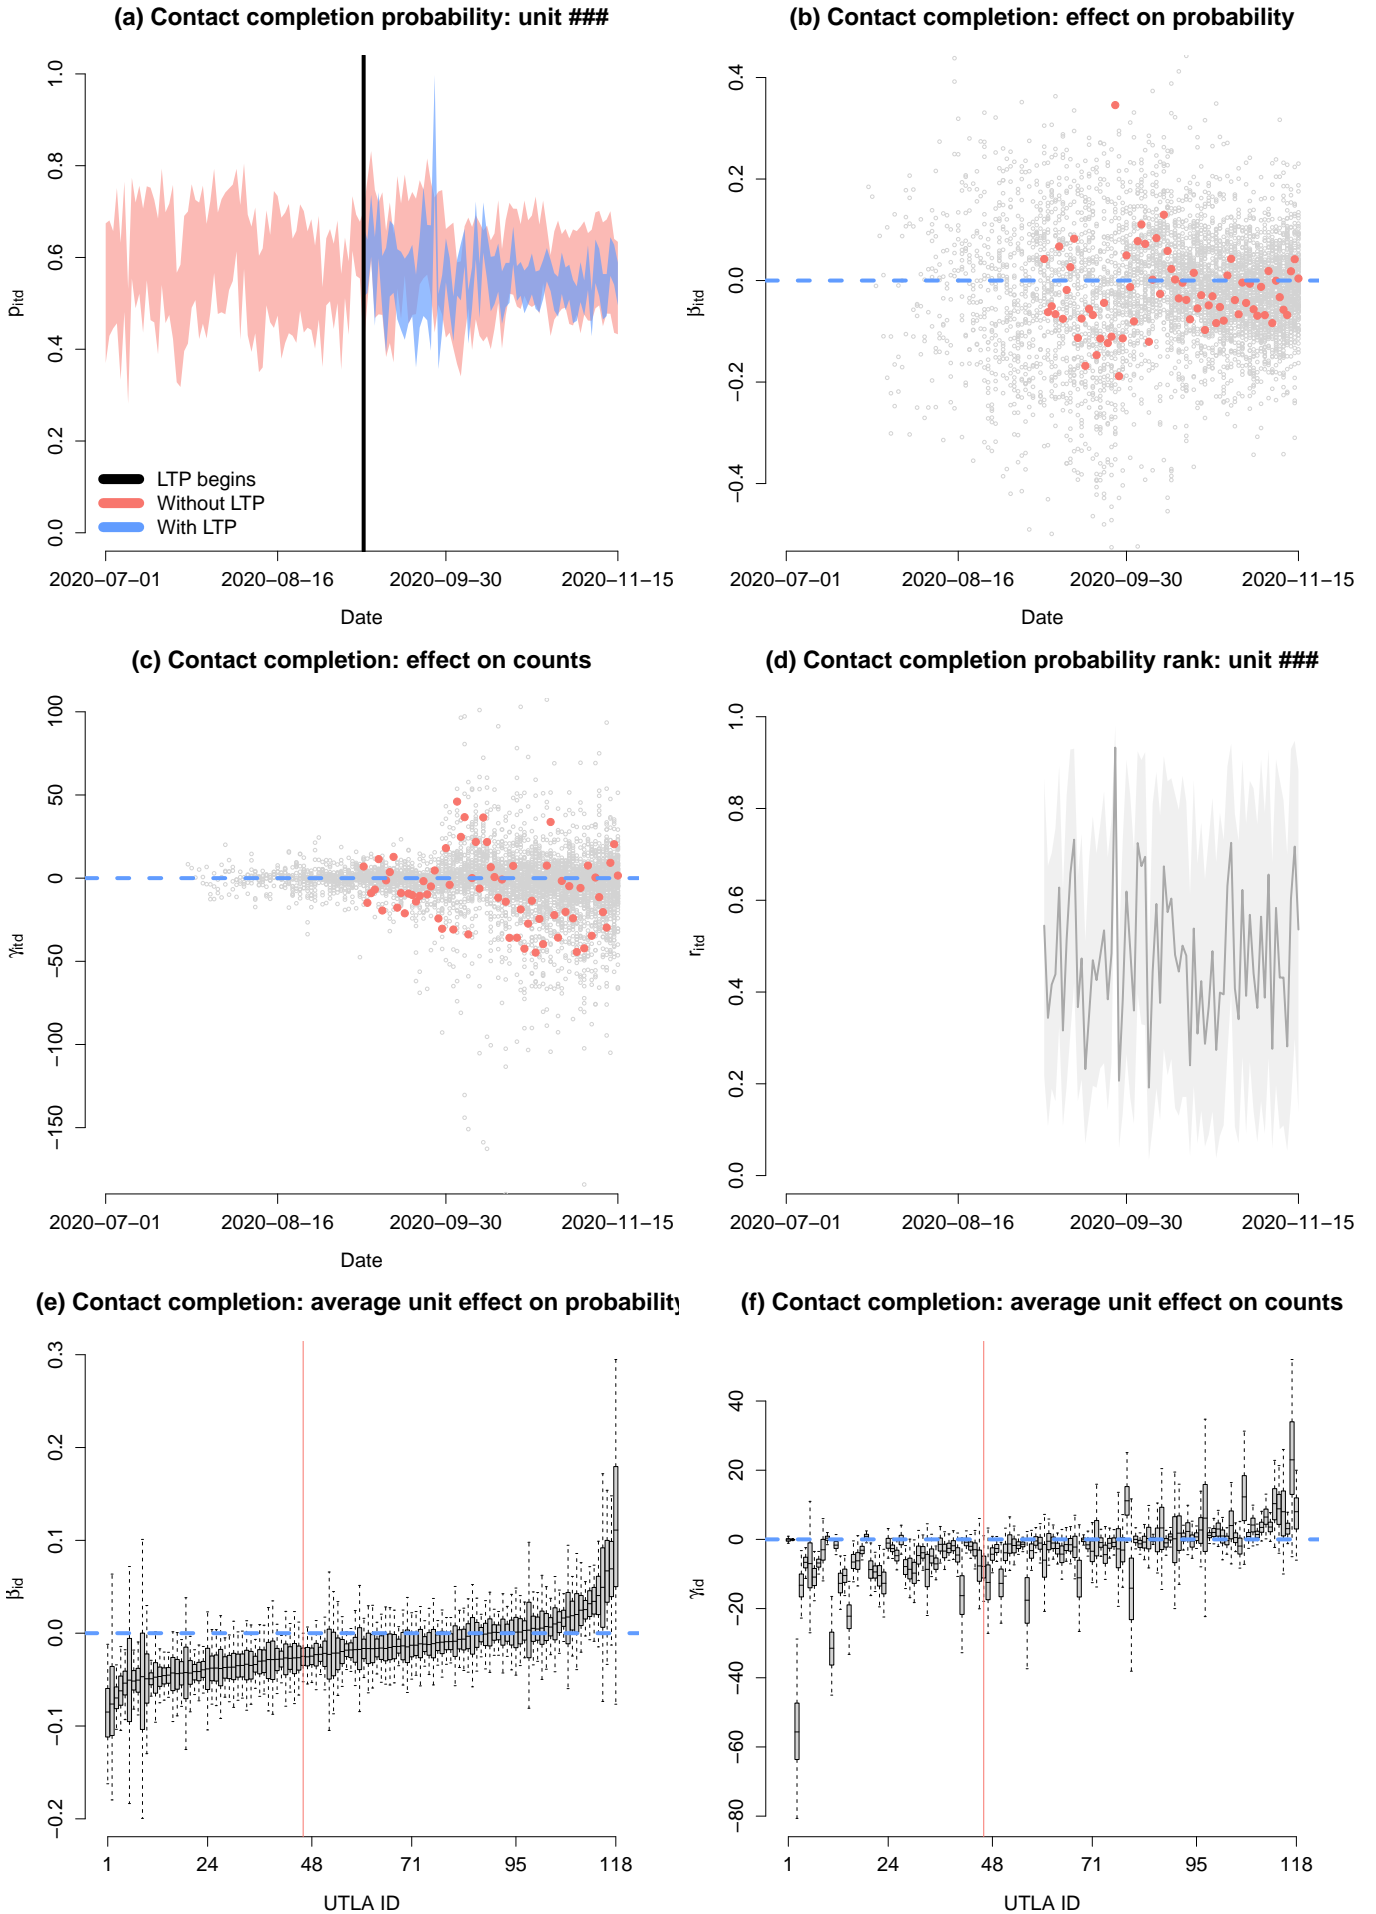 (a) Contact completion probability: unit ###
1.0
0.8
0.6
0.4
0.2
0.0
pitd
LTP begins
Without LTP
With LTP
2020−07−01 2020−08−16 2020−09−30 2020−11−15
Date
(b) Contact completion: effect on probability
0.4
0.2
0.0
−0.2
−0.4
βitd
2020−07−01 2020−08−16 2020−09−30 2020−11−15
Date
(c) Contact completion: effect on counts
100
50
0
−50
−100
−150
γitd
2020−07−01 2020−08−16 2020−09−30 2020−11−15
Date
(d) Contact completion probability rank: unit ###
1.0
0.8
0.6
0.4
0.2
0.0
ritd
2020−07−01 2020−08−16 2020−09−30 2020−11−15
(e) Contact completion: average unit effect on probability
0.3
0.2
0.1
0.0
−0.1
−0.2
βid
1 24 48 71 95 118
UTLA ID
(f) Contact completion: average unit effect on counts
40
20
0
−20
−40
−60
−80
γid
1 24 48 71 95 118
UTLA ID